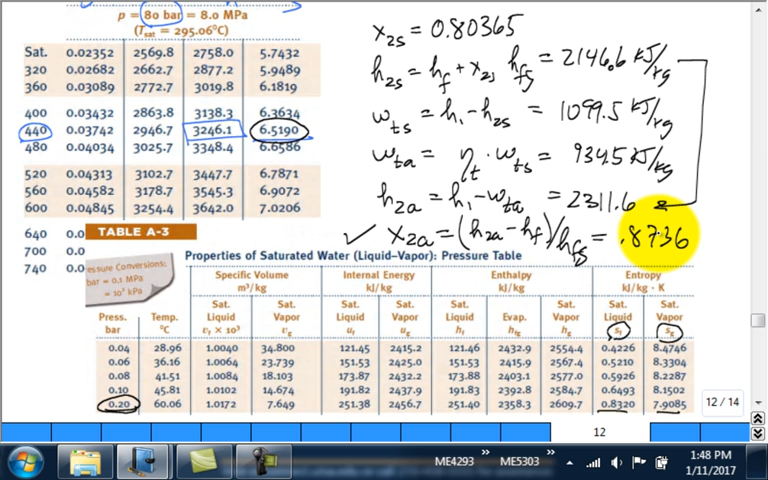 p = 80 bar = 8.0 MPa
(Tsat = 295.06°C)
Sat. 0.02352 2569.8 2758.0 5.7432
320 0.02682 2662.7 2877.2 5.9489
360 0.03089 2772.7 3019.8 6.1819
400 0.03432 2863.8 3138.3 6.3634
440 0.03742 2946.7 3246.1 6.5190
480 0.04034 3025.7 3348.4 6.6586
520 0.04313 3102.7 3447.7 6.7871
560 0.04582 3178.7 3545.3 6.9072
600 0.04845 3254.4 3642.0 7.0206
640 0.0
700 0.0
740 0.0
x2s = 0.80365
h2s = hf + x2s hfg = 2146.6 kJ/kg
wts = h1 - h2s = 1099.5 kJ/kg
wta = ηt · wts = 934.5 kJ/kg
h2a = h1 - wta = 2311.6
✓ x2a = (h2a - hf)/hfg = .8736
TABLE A-3
Properties of Saturated Water (Liquid–Vapor): Pressure Table
essure Conversions:
bar = 0.1 MPa
= 10² kPa
Specific Volume m³/kg Internal Energy kJ/kg Enthalpy kJ/kg Entropy kJ/kg · K
Press. bar Temp. °C Sat. Liquid vf × 10³ Sat. Vapor vg Sat. Liquid uf Sat. Vapor ug Sat. Liquid hf Evap. hfg Sat. Vapor hg Sat. Liquid sf Sat. Vapor sg
0.04 28.96 1.0040 34.800 121.45 2415.2 121.46 2432.9 2554.4 0.4226 8.4746
0.06 36.16 1.0064 23.739 151.53 2425.0 151.53 2415.9 2567.4 0.5210 8.3304
0.08 41.51 1.0084 18.103 173.87 2432.2 173.88 2403.1 2577.0 0.5926 8.2287
0.10 45.81 1.0102 14.674 191.82 2437.9 191.83 2392.8 2584.7 0.6493 8.1502
0.20 60.06 1.0172 7.649 251.38 2456.7 251.40 2358.3 2609.7 0.8320 7.9085
12 / 14
12
ME4293 » ME5303 »
1:48 PM
1/11/2017